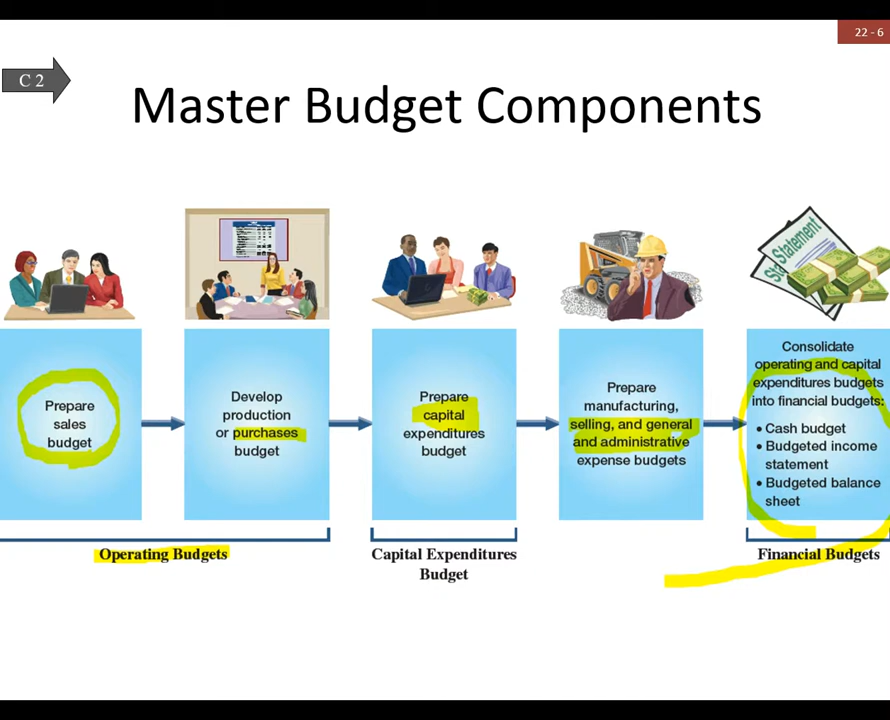 22 - 6
C 2
Master Budget Components
Statement
Sta
Prepare
sales
budget
Develop
production
or purchases
budget
Prepare
capital
expenditures
budget
Prepare
manufacturing,
selling, and general
and administrative
expense budgets
Consolidate
operating and capital
expenditures budgets
into financial budgets:
• Cash budget
• Budgeted income
statement
• Budgeted balance
sheet
Operating Budgets
Capital Expenditures
Budget
Financial Budgets